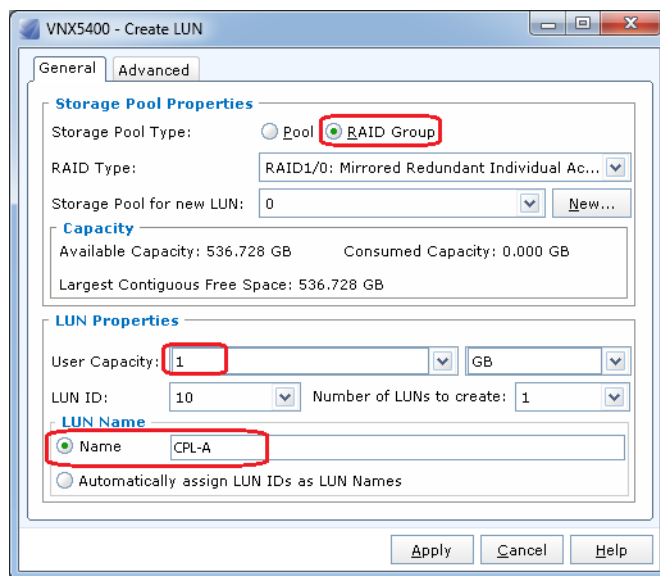 VNX5400 - Create LUN
General Advanced
Storage Pool Properties
Storage Pool Type: Pool RAID Group
RAID Type: RAID1/0: Mirrored Redundant Individual Ac...
Storage Pool for new LUN: 0 New...
Capacity
Available Capacity: 536.728 GB Consumed Capacity: 0.000 GB
Largest Contiguous Free Space: 536.728 GB
LUN Properties
User Capacity: 1 GB
LUN ID: 10 Number of LUNs to create: 1
LUN Name
Name CPL-A
Automatically assign LUN IDs as LUN Names
Apply Cancel Help